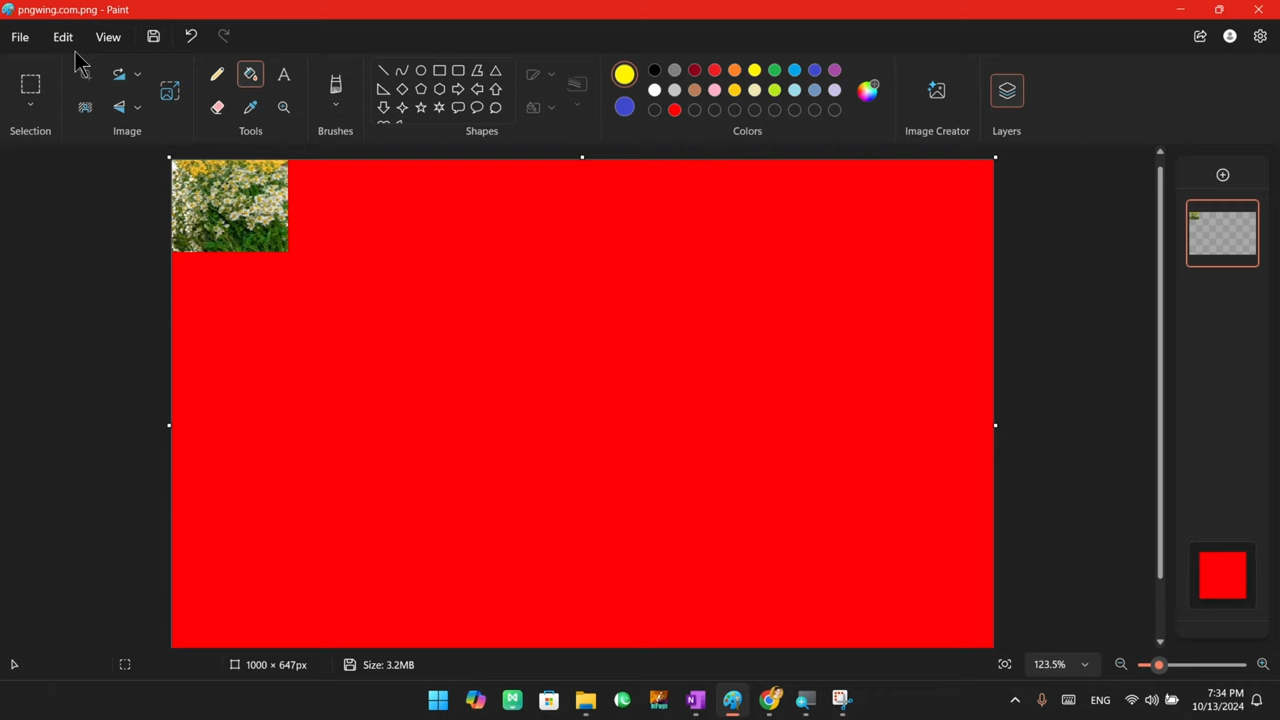 pngwing.com.png - Paint
File Edit View
Selection Image Tools Brushes Shapes Colors Image Creator Layers
1000 × 647px Size: 3.2MB 123.5%
ENG 7:34 PM
10/13/2024